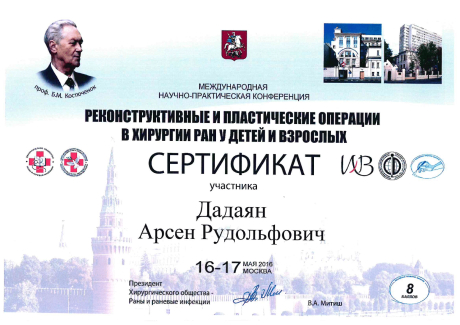 проф. Б.М. Костючёнок
МЕЖДУНАРОДНАЯ
НАУЧНО-ПРАКТИЧЕСКАЯ КОНФЕРЕНЦИЯ
РЕКОНСТРУКТИВНЫЕ И ПЛАСТИЧЕСКИЕ ОПЕРАЦИИ
В ХИРУРГИИ РАН У ДЕТЕЙ И ВЗРОСЛЫХ
СЕРТИФИКАТ
участника
Дадаян
Арсен Рудольфович
16-17 МАЯ 2016
МОСКВА
Президент
Хирургического общества -
Раны и раневые инфекции
В.А. Митиш
8
баллов